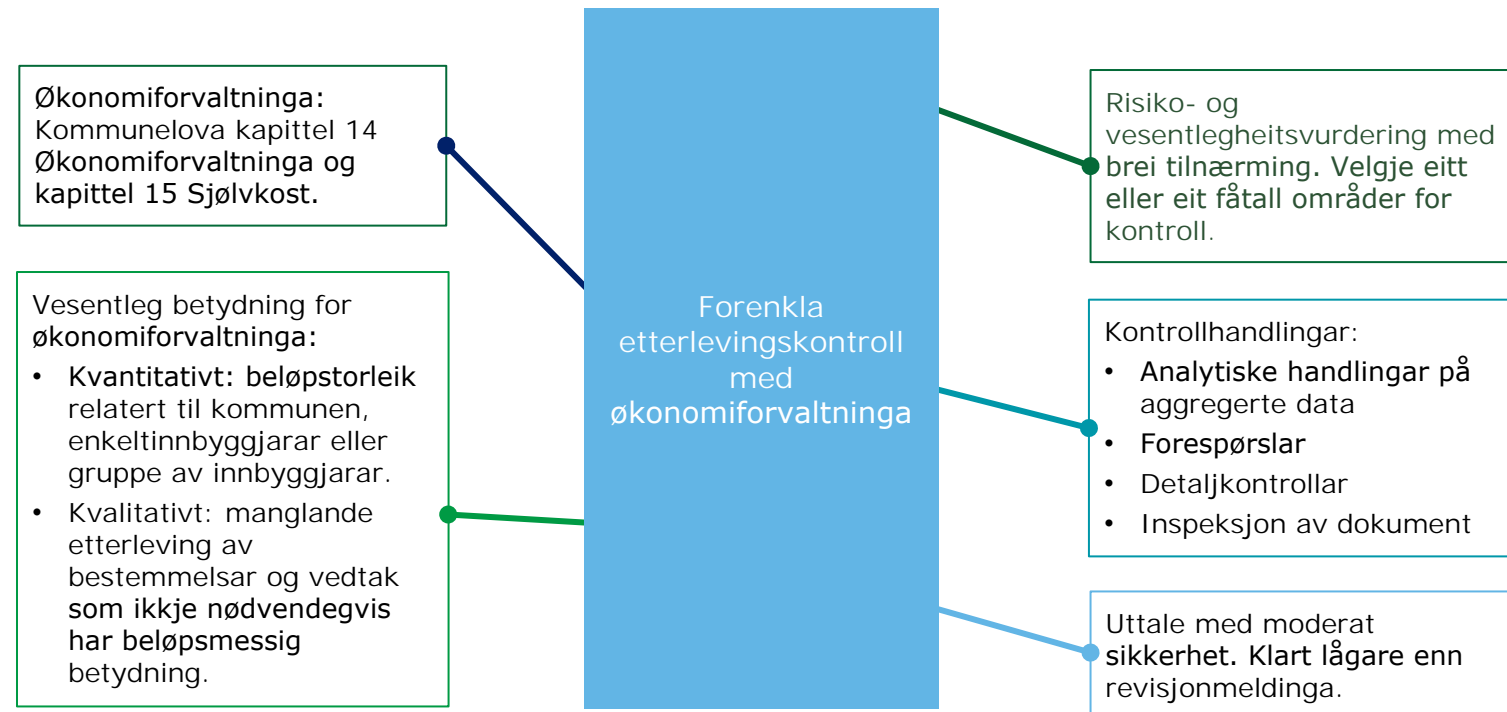 Økonomiforvaltninga:
Kommunelova kapittel 14
Økonomiforvaltninga og
kapittel 15 Sjølvkost.
Vesentleg betydning for
økonomiforvaltninga:
• Kvantitativt: beløpstorleik
relatert til kommunen,
enkeltinnbyggjarar eller
gruppe av innbyggjarar.
• Kvalitativt: manglande
etterleving av
bestemmelsar og vedtak
som ikkje nødvendegvis
har beløpsmessig
betydning.
Forenkla
etterlevingskontroll
med
økonomiforvaltninga
Risiko- og
vesentlegheitsvurdering med
brei tilnærming. Velgje eitt
eller eit fåtall områder for
kontroll.
Kontrollhandlingar:
• Analytiske handlingar på
aggregerte data
• Forespørslar
• Detaljkontrollar
• Inspeksjon av dokument
Uttale med moderat
sikkerhet. Klart lågare enn
revisjonmeldinga.